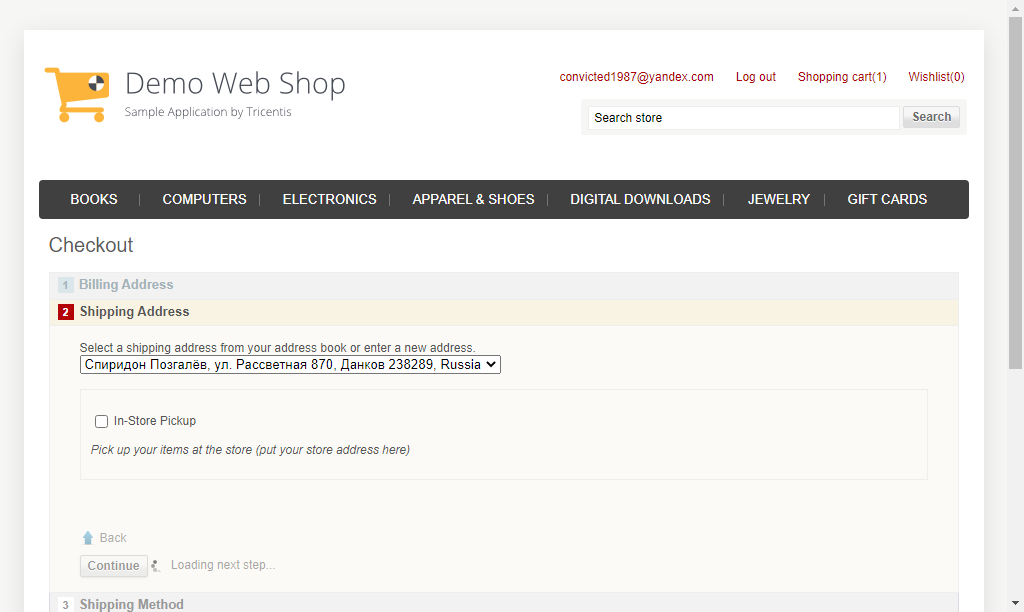 Demo Web Shop
Sample Application by Tricentis
convicted1987@yandex.com Log out Shopping cart(1) Wishlist(0)
Search store Search
BOOKS COMPUTERS ELECTRONICS APPAREL & SHOES DIGITAL DOWNLOADS JEWELRY GIFT CARDS
Checkout
1 Billing Address
2 Shipping Address
Select a shipping address from your address book or enter a new address.
Спиридон Позгалёв, ул. Рассветная 870, Данков 238289, Russia
In-Store Pickup
Pick up your items at the store (put your store address here)
Back
Continue Loading next step...
3 Shipping Method